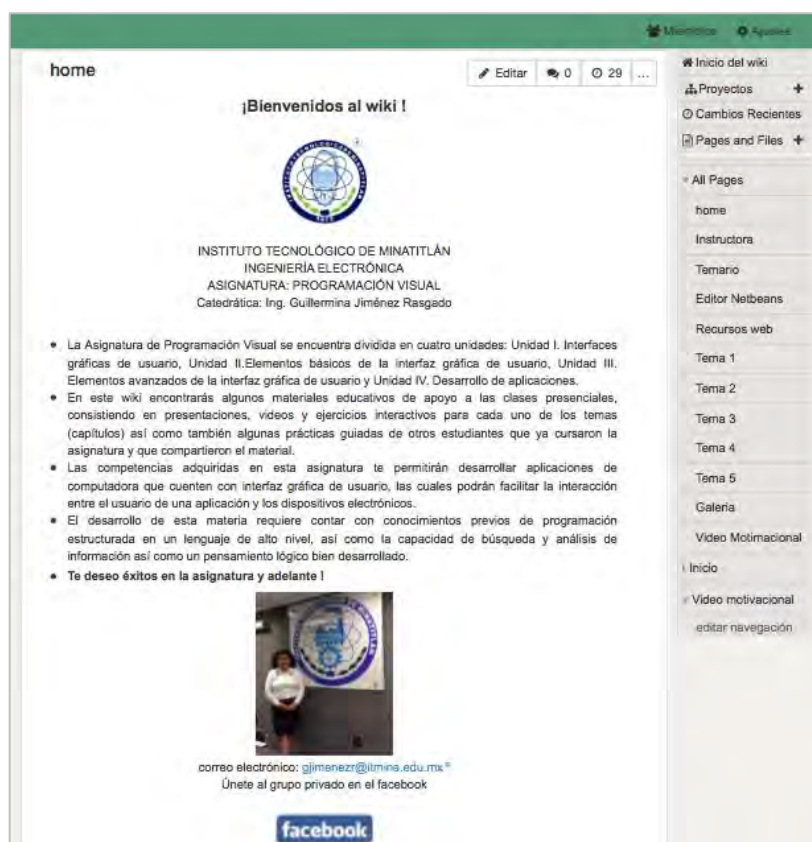 Miembros Ajustes
home
Editar 0 29 ...
¡Bienvenidos al wiki !
INSTITUTO TECNOLÓGICO DE MINATITLÁN
INGENIERÍA ELECTRÓNICA
ASIGNATURA: PROGRAMACIÓN VISUAL
Catedrática: Ing. Guillermina Jiménez Rasgado
La Asignatura de Programación Visual se encuentra dividida en cuatro unidades: Unidad I. Interfaces
gráficas de usuario, Unidad II.Elementos básicos de la interfaz gráfica de usuario, Unidad III.
Elementos avanzados de la interfaz gráfica de usuario y Unidad IV. Desarrollo de aplicaciones.
En este wiki encontrarás algunos materiales educativos de apoyo a las clases presenciales,
consistiendo en presentaciones, videos y ejercicios interactivos para cada uno de los temas
(capítulos) así como también algunas prácticas guiadas de otros estudiantes que ya cursaron la
asignatura y que compartieron el material.
Las competencias adquiridas en esta asignatura te permitirán desarrollar aplicaciones de
computadora que cuenten con interfaz gráfica de usuario, las cuales podrán facilitar la interacción
entre el usuario de una aplicación y los dispositivos electrónicos.
El desarrollo de esta materia requiere contar con conocimientos previos de programación
estructurada en un lenguaje de alto nivel, así como la capacidad de búsqueda y análisis de
información así como un pensamiento lógico bien desarrollado.
Te deseo éxitos en la asignatura y adelante !
correo electrónico: gjimenezr@itmina.edu.mx
Únete al grupo privado en el facebook
facebook
Inicio del wiki
Proyectos +
Cambios Recientes
Pages and Files +
All Pages
home
Instructora
Temario
Editor Netbeans
Recursos web
Tema 1
Tema 2
Tema 3
Tema 4
Tema 5
Galeria
Video Motimacional
Inicio
Video motivacional
editar navegación